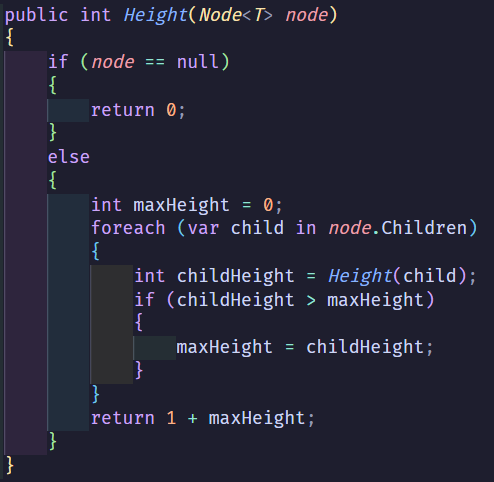 public int Height(Node<T> node)
{
    if (node == null)
    {
        return 0;
    }
    else
    {
        int maxHeight = 0;
        foreach (var child in node.Children)
        {
            int childHeight = Height(child);
            if (childHeight > maxHeight)
            {
                maxHeight = childHeight;
            }
        }
        return 1 + maxHeight;
    }
}